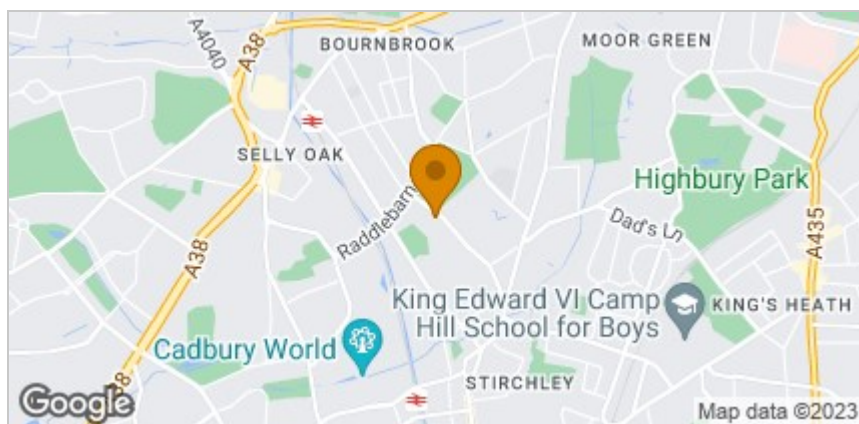 A4040
A38
BOURNBROOK
MOOR GREEN
SELLY OAK
Highbury Park
Raddlebarn
Dad's Ln
A435
A38
King Edward VI Camp
Hill School for Boys
KING'S HEATH
Cadbury World
A38
STIRCHLEY
Google
Map data ©2023